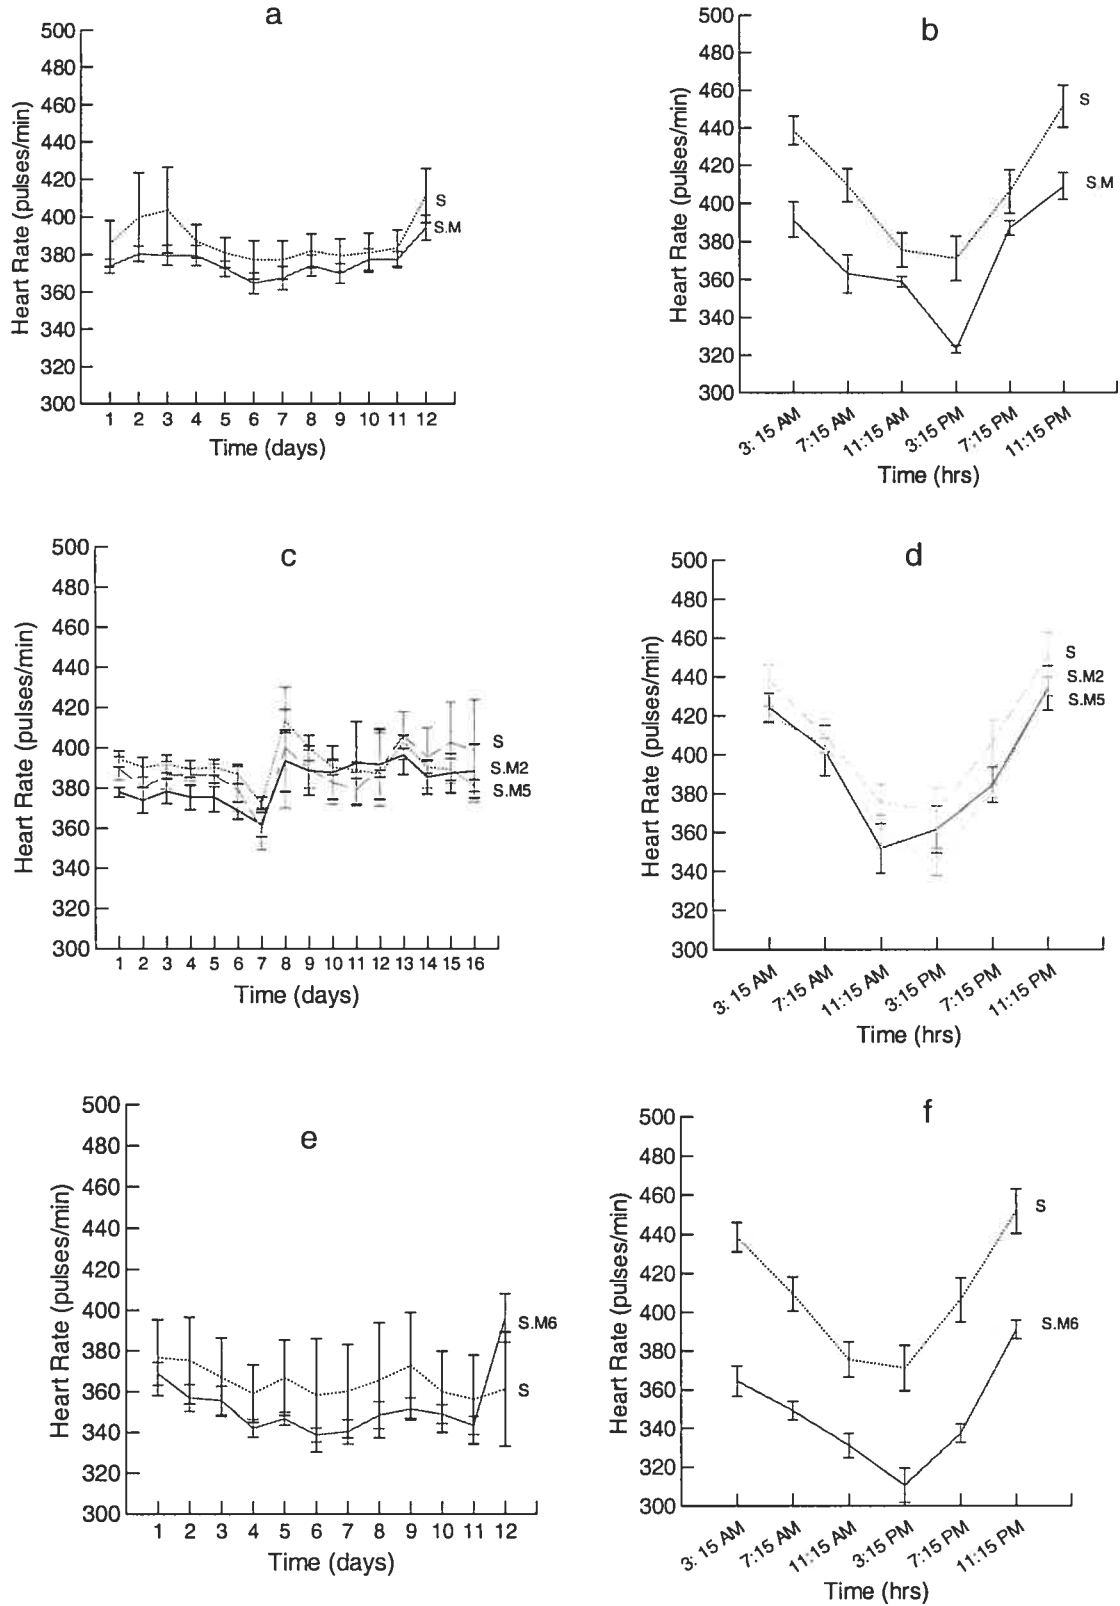 a
500
480
460
440
420
400
380
360
340
320
300
Heart Rate (pulses/min)
S
S.M
1 2 3 4 5 6 7 8 9 10 11 12
Time (days)
b
500
480
460
440
420
400
380
360
340
320
300
Heart Rate (pulses/min)
S
S.M
3: 15 AM
7:15 AM
11:15 AM
3:15 PM
7:15 PM
11:15 PM
Time (hrs)
c
500
480
460
440
420
400
380
360
340
320
300
Heart Rate (pulses/min)
S
S.M2
S.M5
1 2 3 4 5 6 7 8 9 10 11 12 13 14 15 16
Time (days)
d
500
480
460
440
420
400
380
360
340
320
300
Heart Rate (pulses/min)
S
S.M2
S.M5
3: 15 AM
7:15 AM
11:15 AM
3:15 PM
7:15 PM
11:15 PM
Time (hrs)
e
500
480
460
440
420
400
380
360
340
320
300
Heart Rate (pulses/min)
S.M6
S
1 2 3 4 5 6 7 8 9 10 11 12
Time (days)
f
500
480
460
440
420
400
380
360
340
320
300
Heart Rate (pulses/min)
S
S.M6
3: 15 AM
7:15 AM
11:15 AM
3:15 PM
7:15 PM
11:15 PM
Time (hrs)